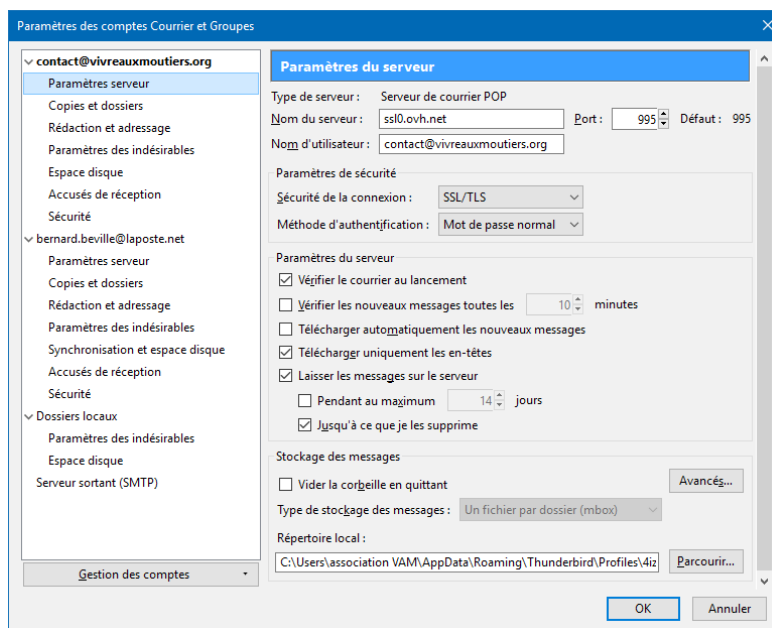 Paramètres des comptes Courrier et Groupes
contact@vivreauxmoutiers.org
Paramètres serveur
Copies et dossiers
Rédaction et adressage
Paramètres des indésirables
Espace disque
Accusés de réception
Sécurité
bernard.beville@laposte.net
Paramètres serveur
Copies et dossiers
Rédaction et adressage
Paramètres des indésirables
Synchronisation et espace disque
Accusés de réception
Sécurité
Dossiers locaux
Paramètres des indésirables
Espace disque
Serveur sortant (SMTP)
Gestion des comptes
Paramètres du serveur
Type de serveur : Serveur de courrier POP
Nom du serveur : ssl0.ovh.net Port : 995 Défaut : 995
Nom d'utilisateur : contact@vivreauxmoutiers.org
Paramètres de sécurité
Sécurité de la connexion : SSL/TLS
Méthode d'authentification : Mot de passe normal
Paramètres du serveur
Vérifier le courrier au lancement
Vérifier les nouveaux messages toutes les 10 minutes
Télécharger automatiquement les nouveaux messages
Télécharger uniquement les en-têtes
Laisser les messages sur le serveur
Pendant au maximum 14 jours
Jusqu'à ce que je les supprime
Stockage des messages
Vider la corbeille en quittant Avancés...
Type de stockage des messages : Un fichier par dossier (mbox)
Répertoire local :
C:\Users\association VAM\AppData\Roaming\Thunderbird\Profiles\4iz Parcourir...
OK Annuler